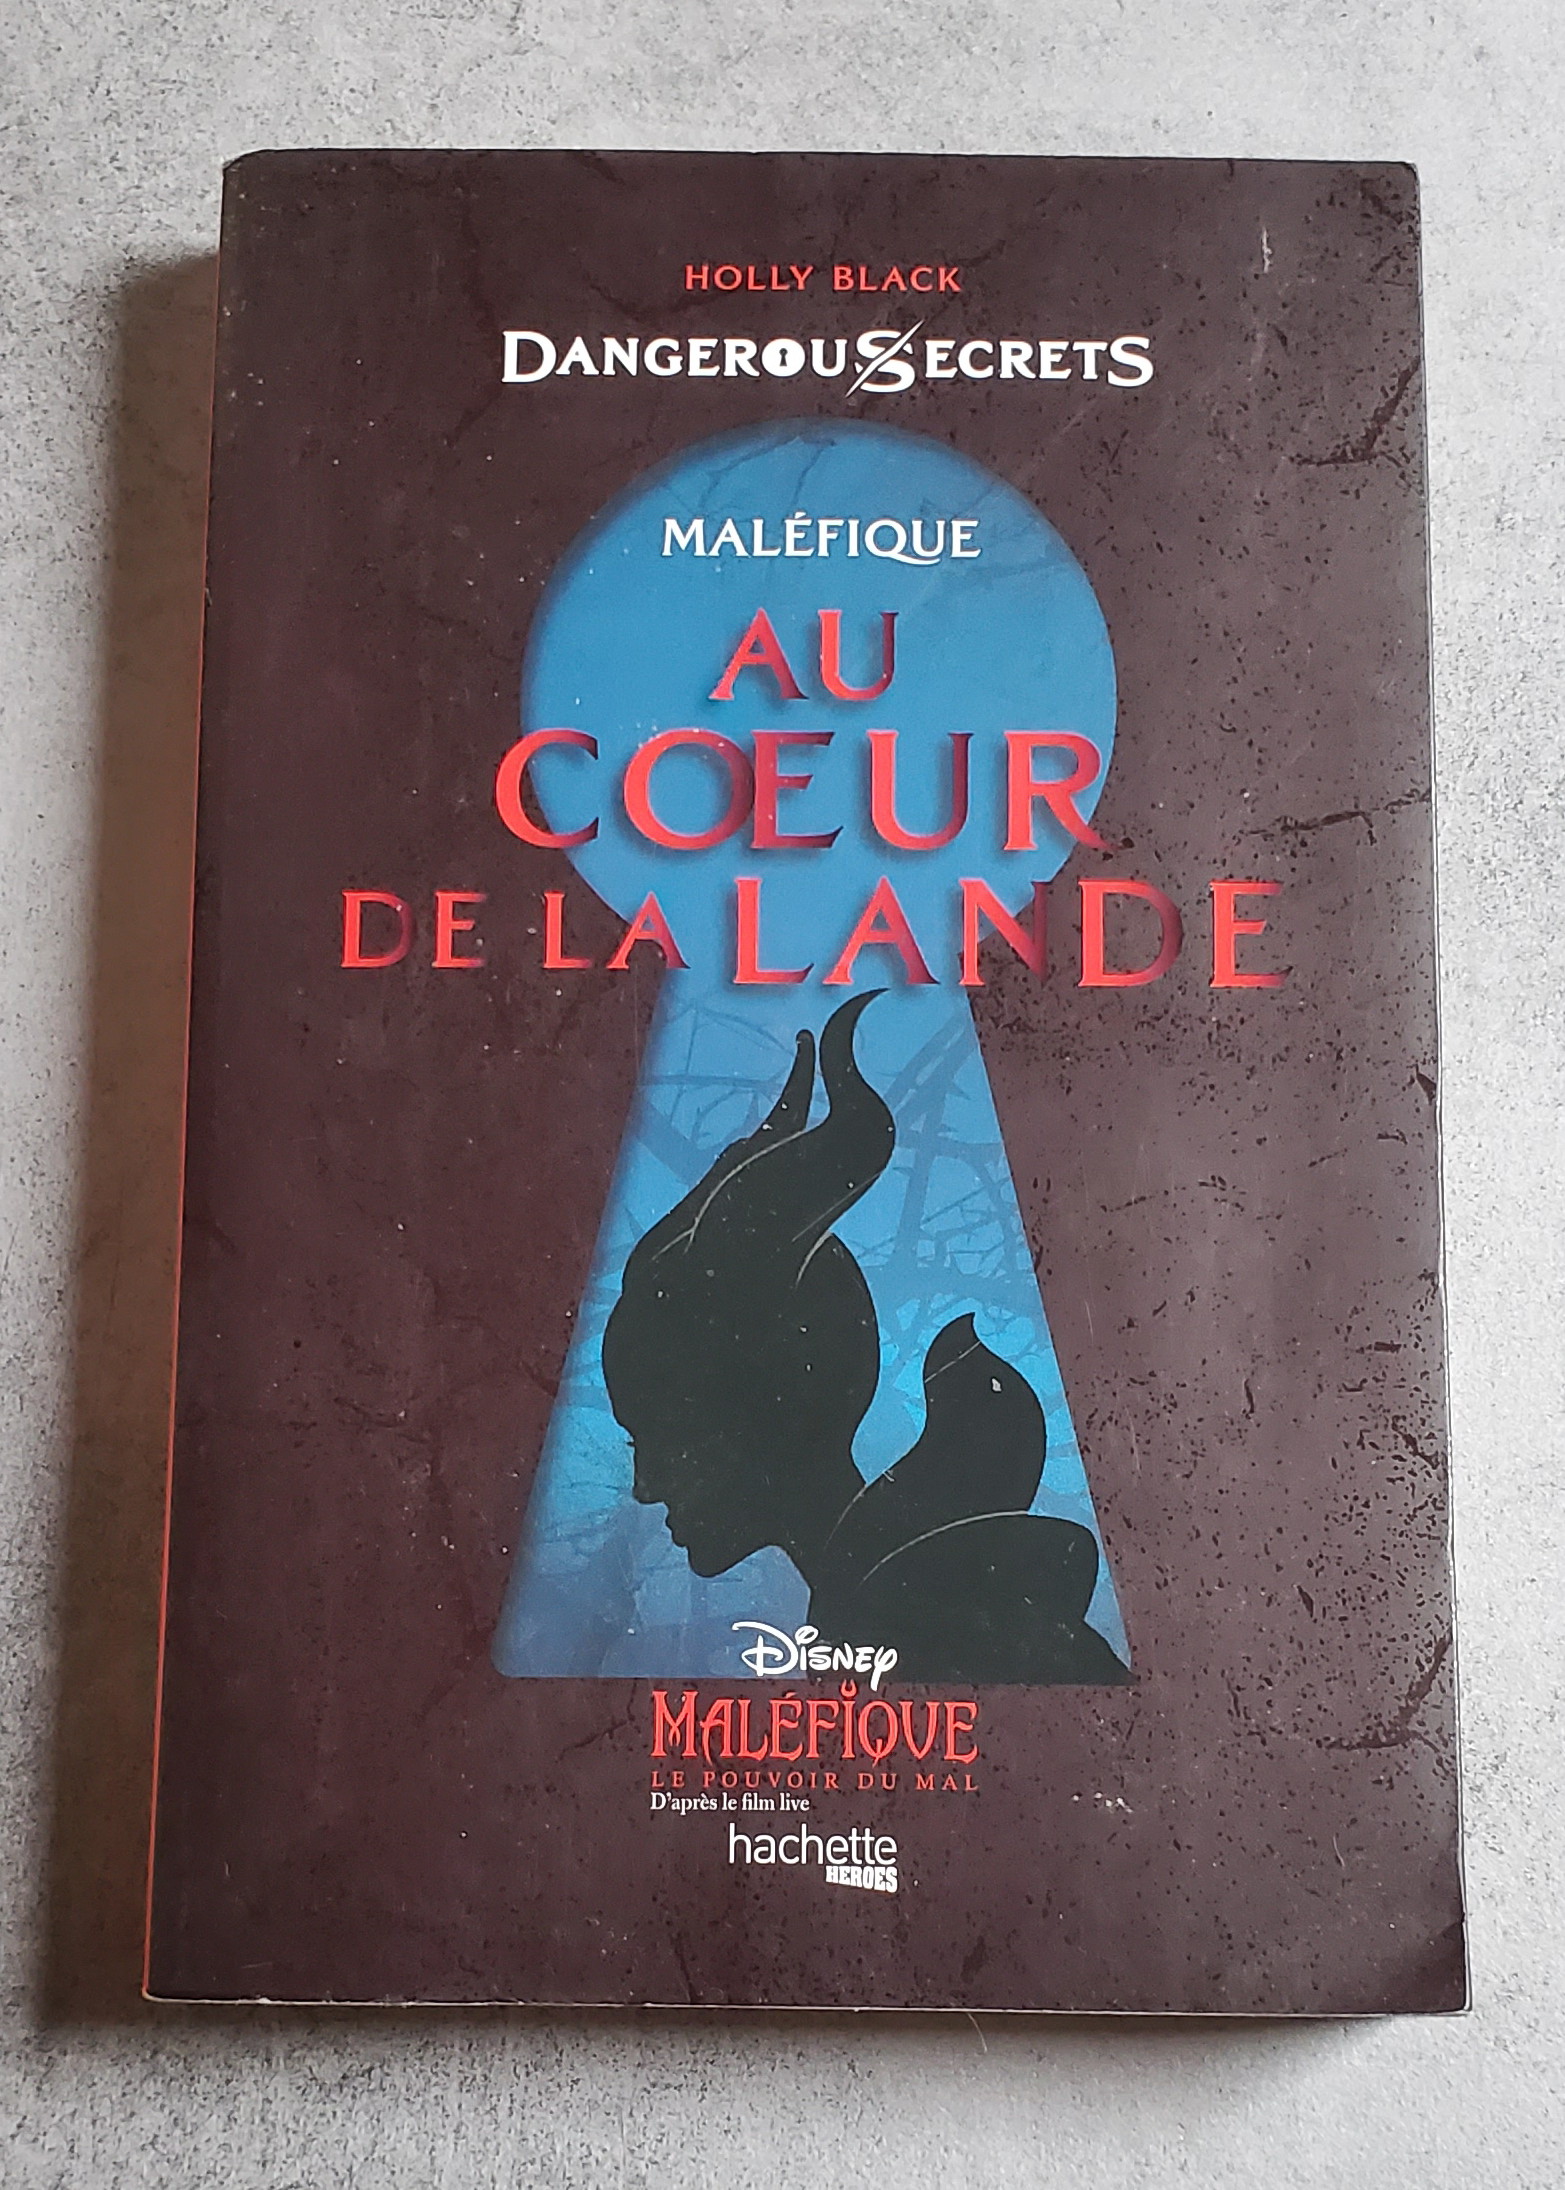 HOLLY BLACK
DANGEROUS SECRETS
MALÉFIQUE
AU
CŒUR
DE LA LANDE
DISNEY
MALÉFIQUE
LE POUVOIR DU MAL
D'après le film live
hachette
HEROES